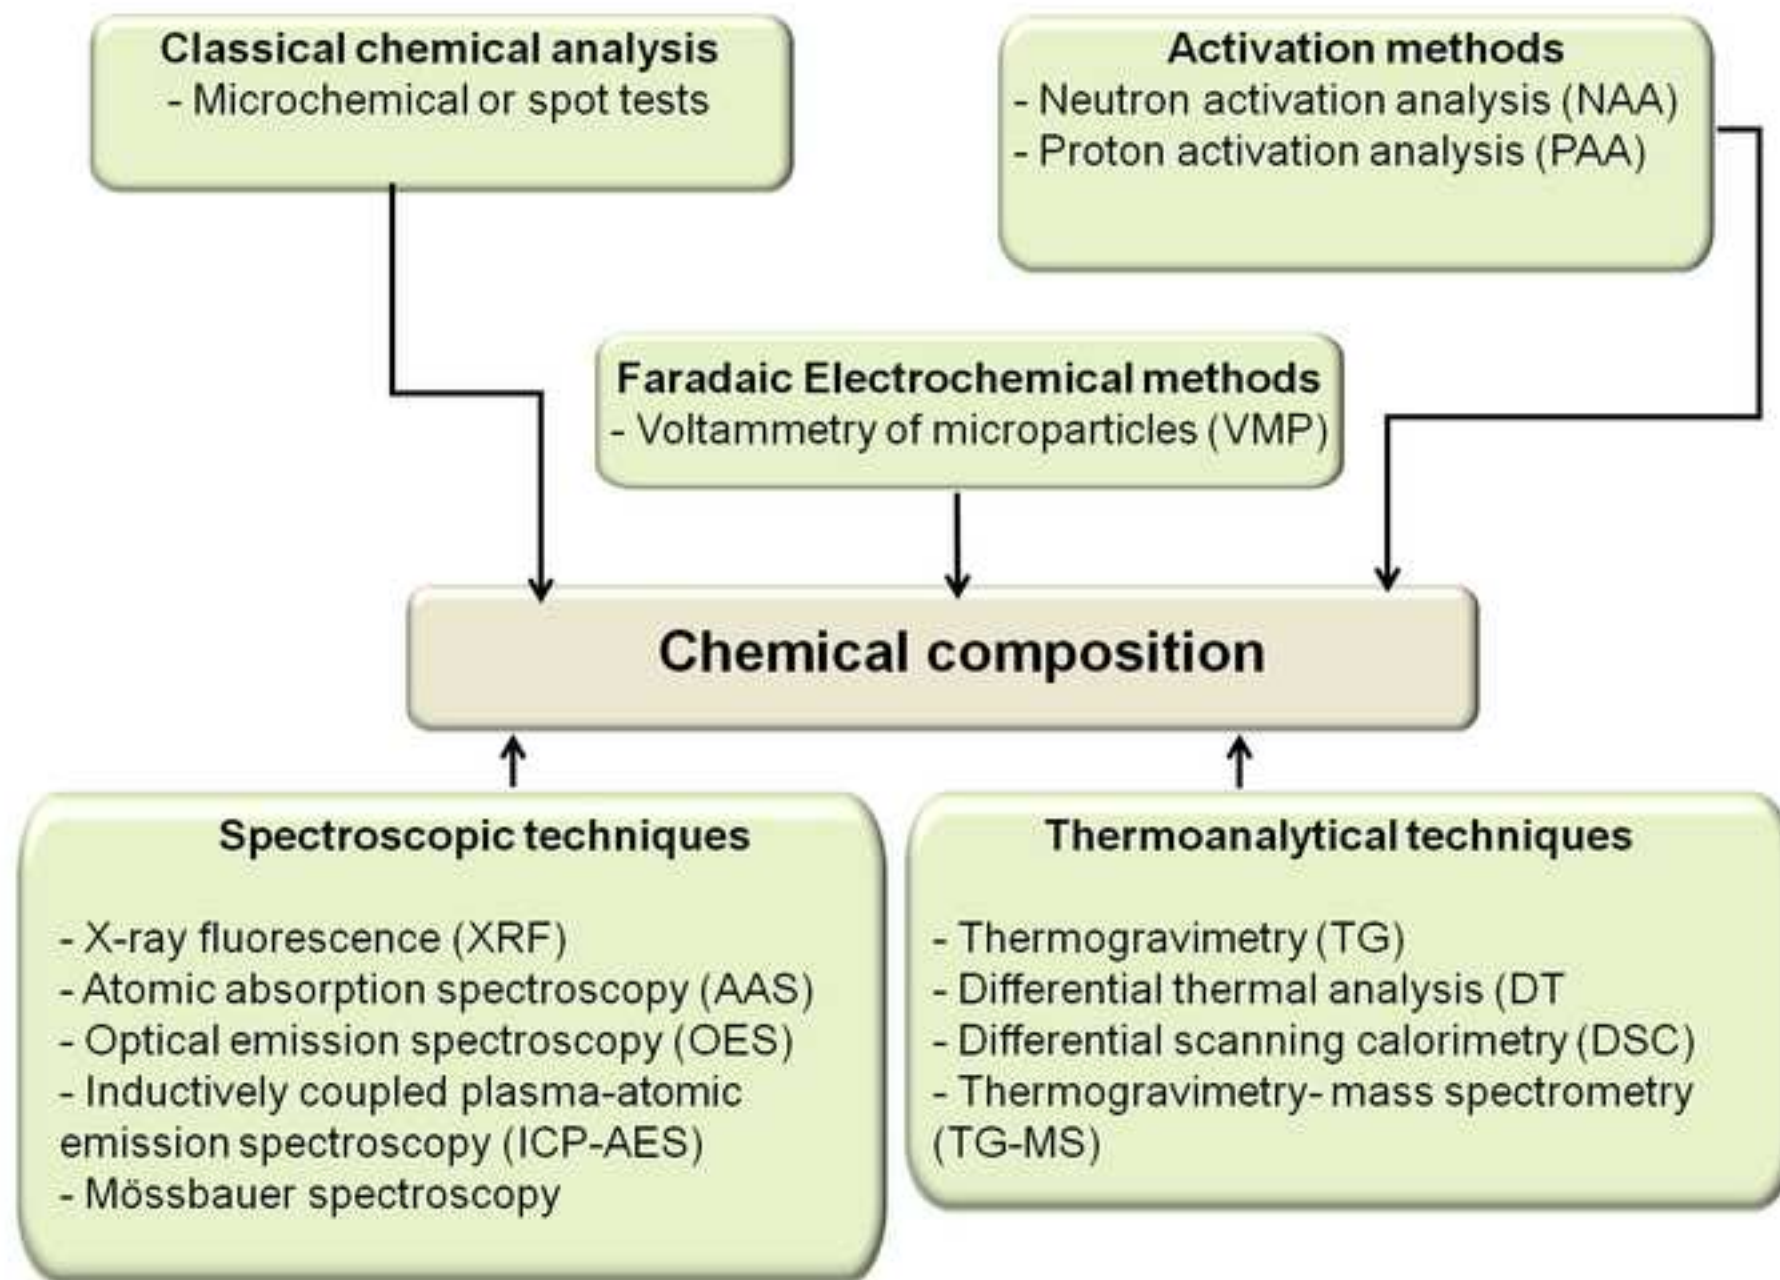 Classical chemical analysis
- Microchemical or spot tests
Activation methods
- Neutron activation analysis (NAA)
- Proton activation analysis (PAA)
Faradaic Electrochemical methods
- Voltammetry of microparticles (VMP)
Chemical composition
Spectroscopic techniques
- X-ray fluorescence (XRF)
- Atomic absorption spectroscopy (AAS)
- Optical emission spectroscopy (OES)
- Inductively coupled plasma-atomic
emission spectroscopy (ICP-AES)
- Mössbauer spectroscopy
Thermoanalytical techniques
- Thermogravimetry (TG)
- Differential thermal analysis (DT
- Differential scanning calorimetry (DSC)
- Thermogravimetry- mass spectrometry
(TG-MS)